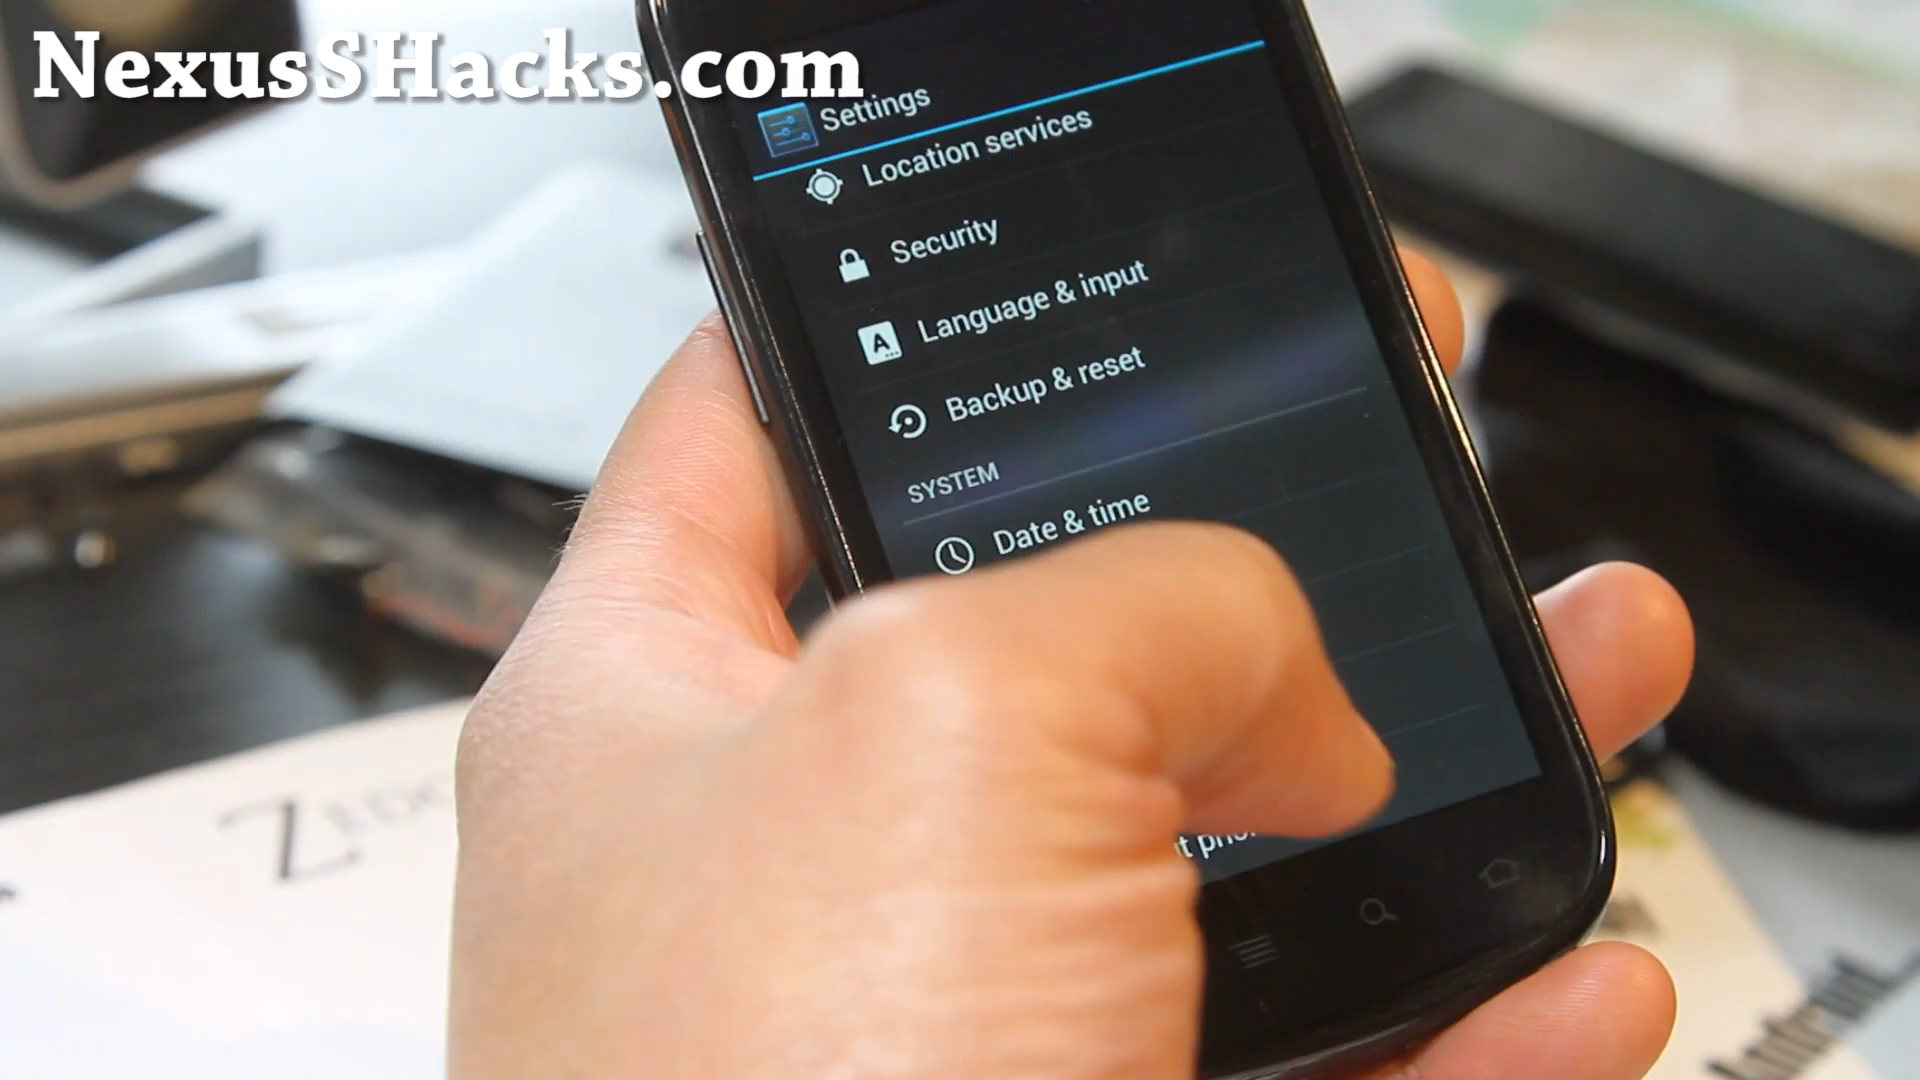 NexusSHacks.com
Settings
Location services
Security
Language & input
Backup & reset
SYSTEM
Date & time